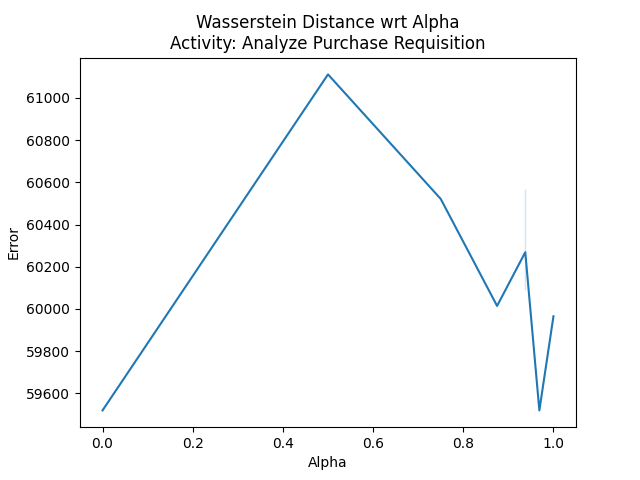 Wasserstein Distance wrt Alpha
Activity: Analyze Purchase Requisition
61000
60800
60600
60400
60200
60000
59800
59600
Error
0.0 0.2 0.4 0.6 0.8 1.0
Alpha